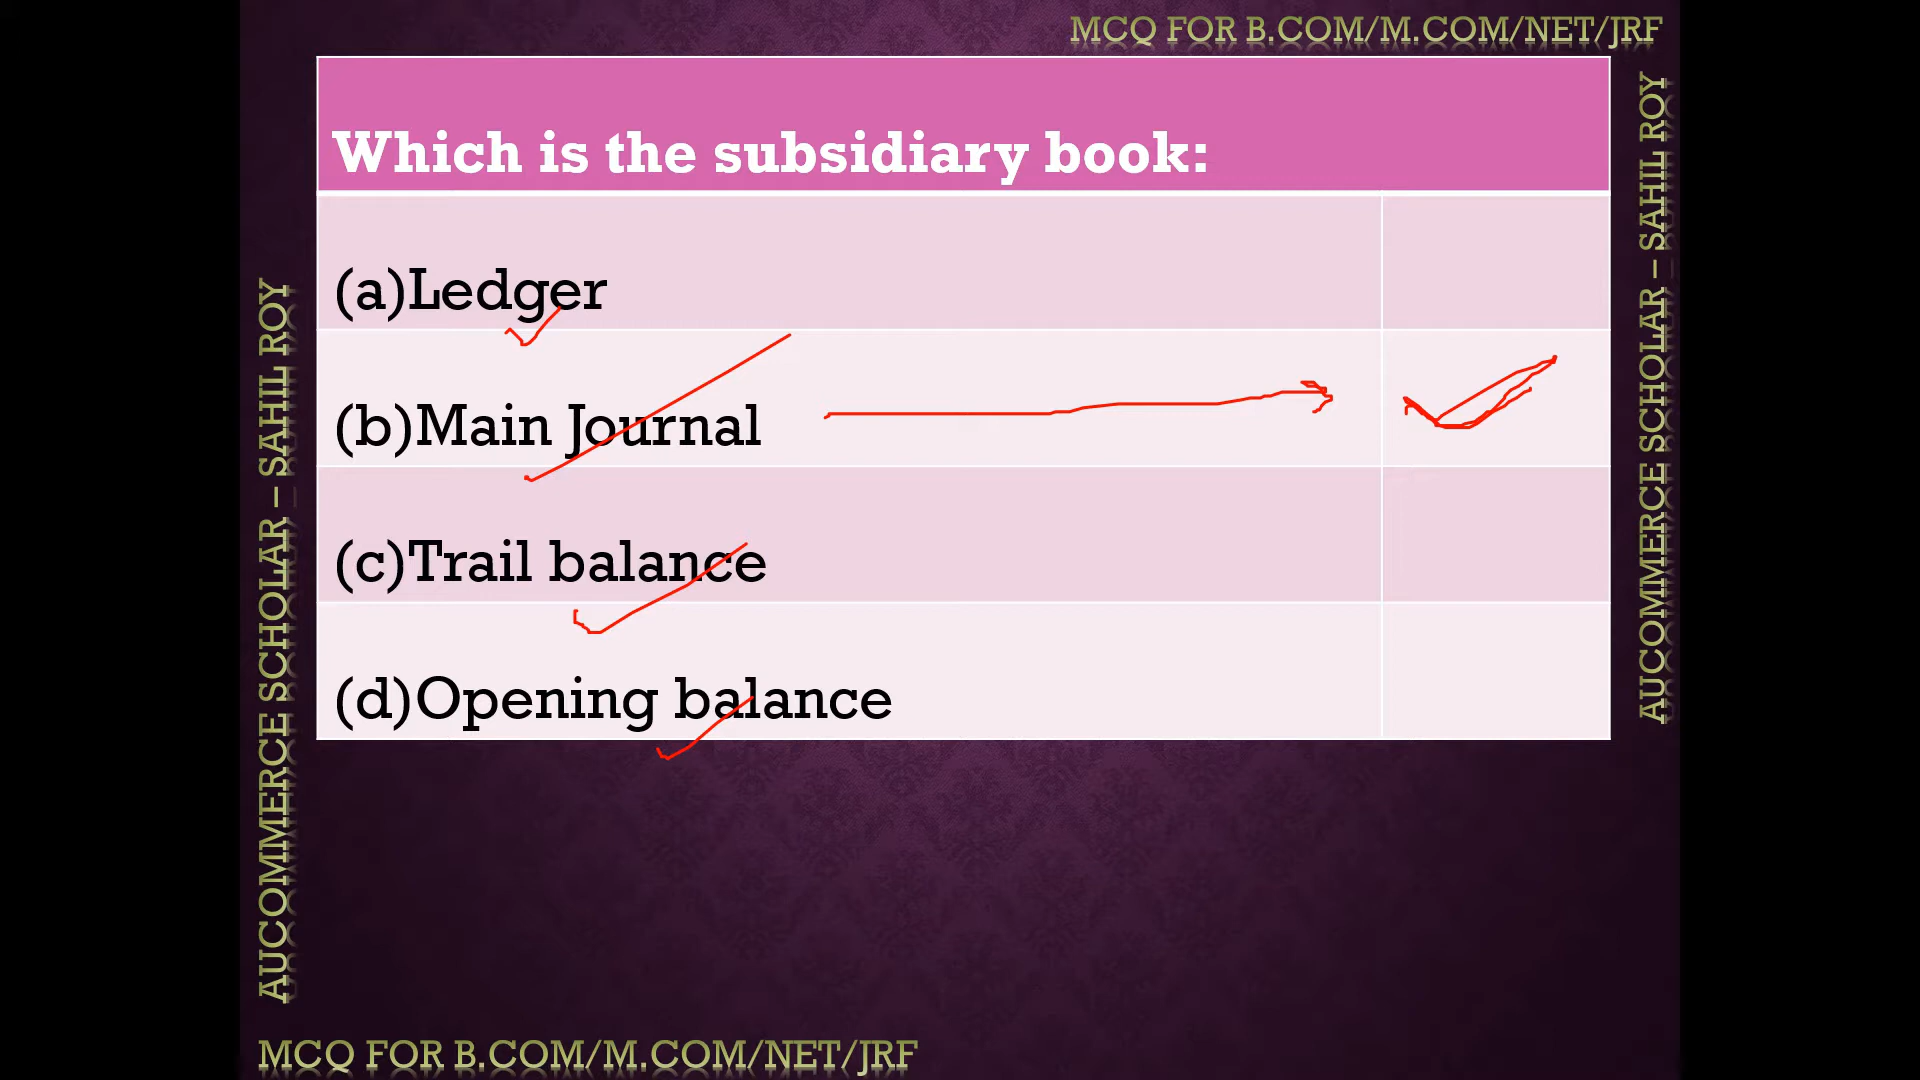 MCQ FOR B.COM/M.COM/NET/JRF
Which is the subsidiary book:
(a)Ledger
(b)Main Journal
(c)Trail balance
(d)Opening balance
AUCOMMERCE SCHOLAR – SAHIL ROY
AUCOMMERCE SCHOLAR – SAHIL ROY
MCQ FOR B.COM/M.COM/NET/JRF